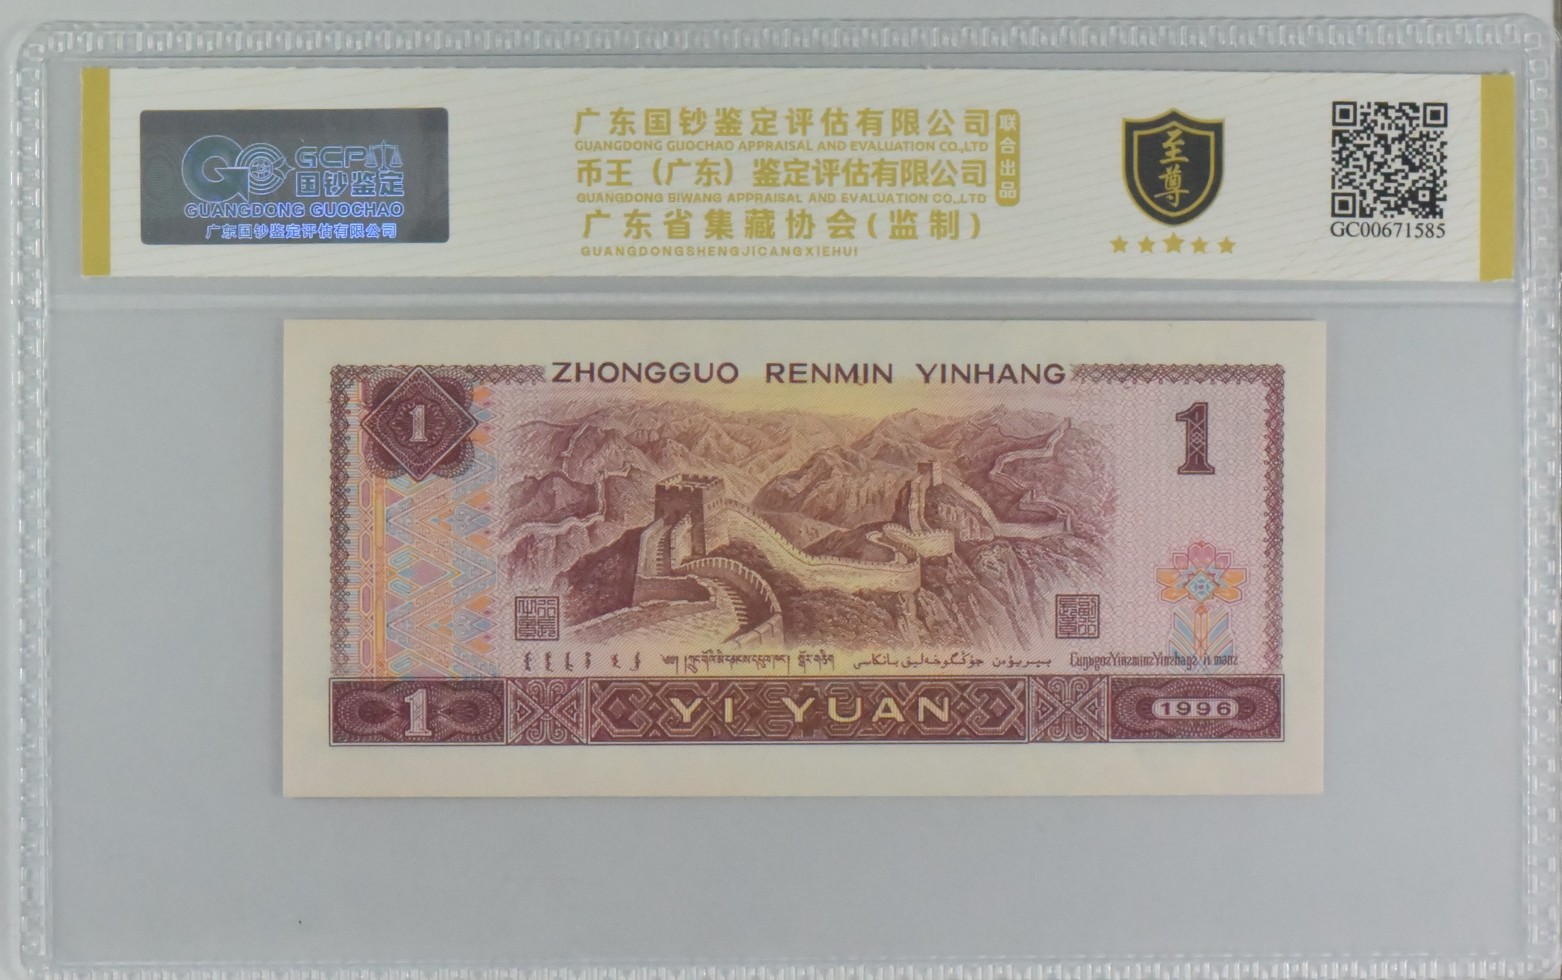 GCP
国钞鉴定
GUANGDONG GUOCHAO
广东国钞鉴定评估有限公司
广东国钞鉴定评估有限公司
GUANGDONG GUOCHAO APPRAISAL AND EVALUATION CO.,LTD
币王（广东）鉴定评估有限公司
GUANGDONG BIWANG APPRAISAL AND EVALUATION CO.,LTD
广东省集藏协会(监制)
GUANGDONGSHENGJICANGXIEHUI
联合出品
至尊
GC00671585
ZHONGGUO RENMIN YINHANG
1
1
1
YI YUAN
1996